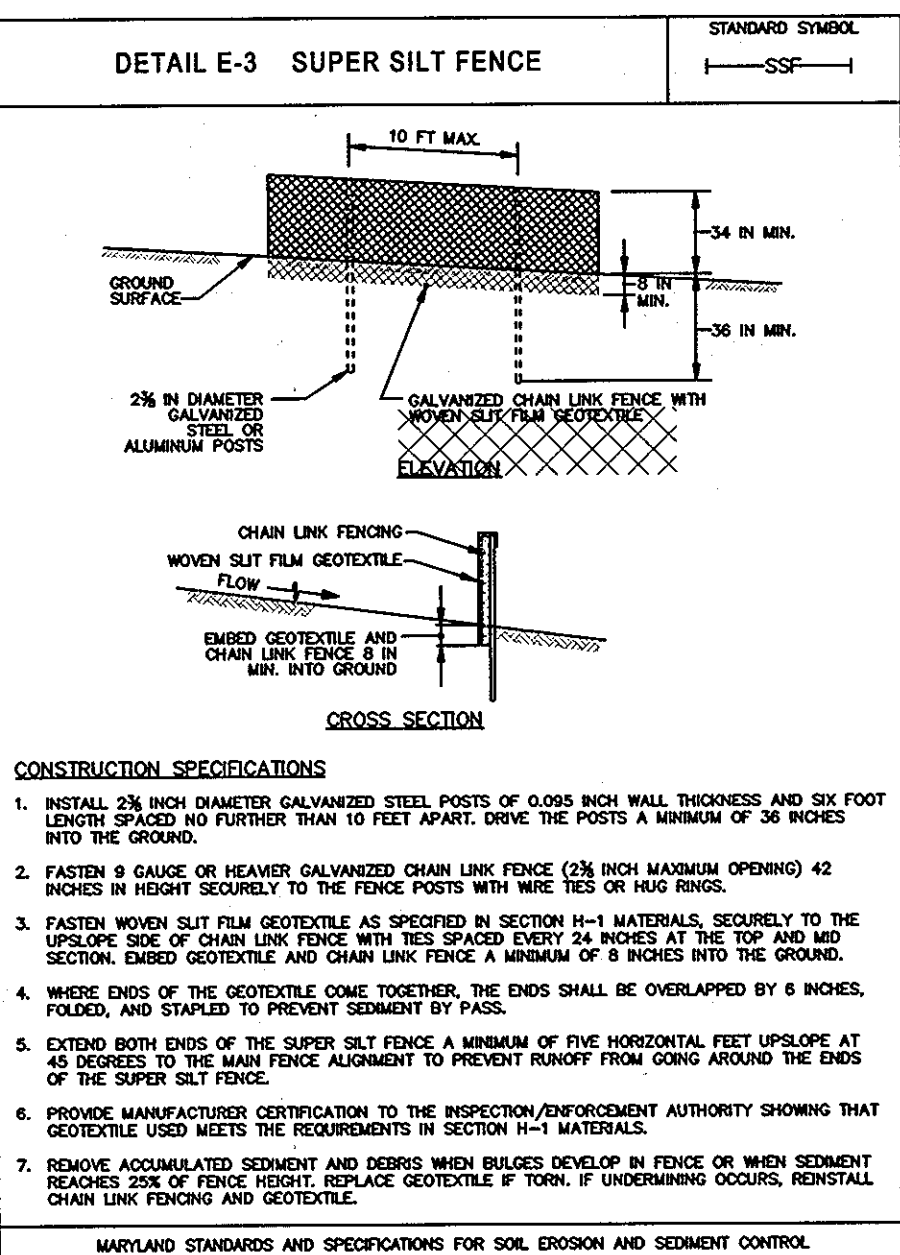 DETAIL E-3 SUPER SILT FENCE
STANDARD SYMBOL
SSF
10 FT MAX.
34 IN MIN.
GROUND
SURFACE
8 IN
MIN.
36 IN MIN.
2⅜ IN DIAMETER
GALVANIZED
STEEL OR
ALUMINUM POSTS
GALVANIZED CHAIN LINK FENCE WITH
WOVEN SLIT FILM GEOTEXTILE
ELEVATION
CHAIN LINK FENCING
WOVEN SLIT FILM GEOTEXTILE
FLOW
EMBED GEOTEXTILE AND
CHAIN LINK FENCE 8 IN
MIN. INTO GROUND
CROSS SECTION
CONSTRUCTION SPECIFICATIONS
1. INSTALL 2⅜ INCH DIAMETER GALVANIZED STEEL POSTS OF 0.095 INCH WALL THICKNESS AND SIX FOOT
LENGTH SPACED NO FURTHER THAN 10 FEET APART. DRIVE THE POSTS A MINIMUM OF 36 INCHES
INTO THE GROUND.
2. FASTEN 9 GAUGE OR HEAVIER GALVANIZED CHAIN LINK FENCE (2⅜ INCH MAXIMUM OPENING) 42
INCHES IN HEIGHT SECURELY TO THE FENCE POSTS WITH WIRE TIES OR HUG RINGS.
3. FASTEN WOVEN SLIT FILM GEOTEXTILE AS SPECIFIED IN SECTION H-1 MATERIALS, SECURELY TO THE
UPSLOPE SIDE OF CHAIN LINK FENCE WITH TIES SPACED EVERY 24 INCHES AT THE TOP AND MID
SECTION. EMBED GEOTEXTILE AND CHAIN LINK FENCE A MINIMUM OF 8 INCHES INTO THE GROUND.
4. WHERE ENDS OF THE GEOTEXTILE COME TOGETHER, THE ENDS SHALL BE OVERLAPPED BY 6 INCHES,
FOLDED, AND STAPLED TO PREVENT SEDIMENT BY PASS.
5. EXTEND BOTH ENDS OF THE SUPER SILT FENCE A MINIMUM OF FIVE HORIZONTAL FEET UPSLOPE AT
45 DEGREES TO THE MAIN FENCE ALIGNMENT TO PREVENT RUNOFF FROM GOING AROUND THE ENDS
OF THE SUPER SILT FENCE.
6. PROVIDE MANUFACTURER CERTIFICATION TO THE INSPECTION/ENFORCEMENT AUTHORITY SHOWING THAT
GEOTEXTILE USED MEETS THE REQUIREMENTS IN SECTION H-1 MATERIALS.
7. REMOVE ACCUMULATED SEDIMENT AND DEBRIS WHEN BULGES DEVELOP IN FENCE OR WHEN SEDIMENT
REACHES 25% OF FENCE HEIGHT. REPLACE GEOTEXTILE IF TORN. IF UNDERMINING OCCURS, REINSTALL
CHAIN LINK FENCING AND GEOTEXTILE.
MARYLAND STANDARDS AND SPECIFICATIONS FOR SOIL EROSION AND SEDIMENT CONTROL